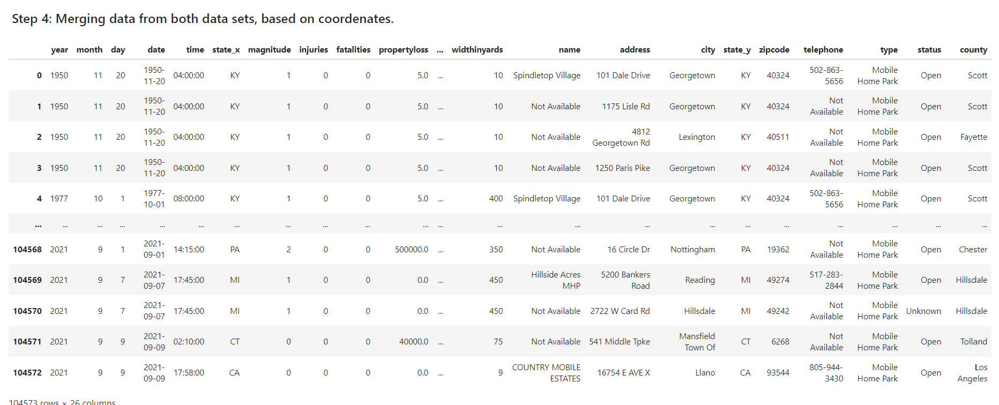 Step 4: Merging data from both data sets, based on coordenates.
year month day date time state_x magnitude injuries fatalities propertyloss ... widthinyards name address city state_y zipcode telephone type status county
0 1950 11 20 1950-11-20 04:00:00 KY 1 0 0 5.0 ... 10 Spindletop Village 101 Dale Drive Georgetown KY 40324 502-863-5656 Mobile Home Park Open Scott
1 1950 11 20 1950-11-20 04:00:00 KY 1 0 0 5.0 ... 10 Not Available 1175 Lisle Rd Georgetown KY 40324 Not Available Mobile Home Park Open Scott
2 1950 11 20 1950-11-20 04:00:00 KY 1 0 0 5.0 ... 10 Not Available 4812 Georgetown Rd Lexington KY 40511 Not Available Mobile Home Park Open Fayette
3 1950 11 20 1950-11-20 04:00:00 KY 1 0 0 5.0 ... 10 Not Available 1250 Paris Pike Georgetown KY 40324 Not Available Mobile Home Park Open Scott
4 1977 10 1 1977-10-01 08:00:00 KY 1 0 0 5.0 ... 400 Spindletop Village 101 Dale Drive Georgetown KY 40324 502-863-5656 Mobile Home Park Open Scott
... ... ... ... ... ... ... ... ... ... ... ... ... ... ... ... ... ... ... ... ... ...
104568 2021 9 1 2021-09-01 14:15:00 PA 2 0 0 500000.0 ... 350 Not Available 16 Circle Dr Nottingham PA 19362 Not Available Mobile Home Park Open Chester
104569 2021 9 7 2021-09-07 17:45:00 MI 1 0 0 0.0 ... 450 Hillside Acres MHP 5200 Bankers Road Reading MI 49274 517-283-2844 Mobile Home Park Open Hillsdale
104570 2021 9 7 2021-09-07 17:45:00 MI 1 0 0 0.0 ... 450 Not Available 2722 W Card Rd Hillsdale MI 49242 Not Available Mobile Home Park Unknown Hillsdale
104571 2021 9 9 2021-09-09 02:10:00 CT 0 0 0 40000.0 ... 75 Not Available 541 Middle Tpke Mansfield Town Of CT 6268 Not Available Mobile Home Park Open Tolland
104572 2021 9 9 2021-09-09 17:58:00 CA 0 0 0 0.0 ... 9 COUNTRY MOBILE ESTATES 16754 E AVE X Llano CA 93544 805-944-3430 Mobile Home Park Open Los Angeles
104573 rows × 26 columns